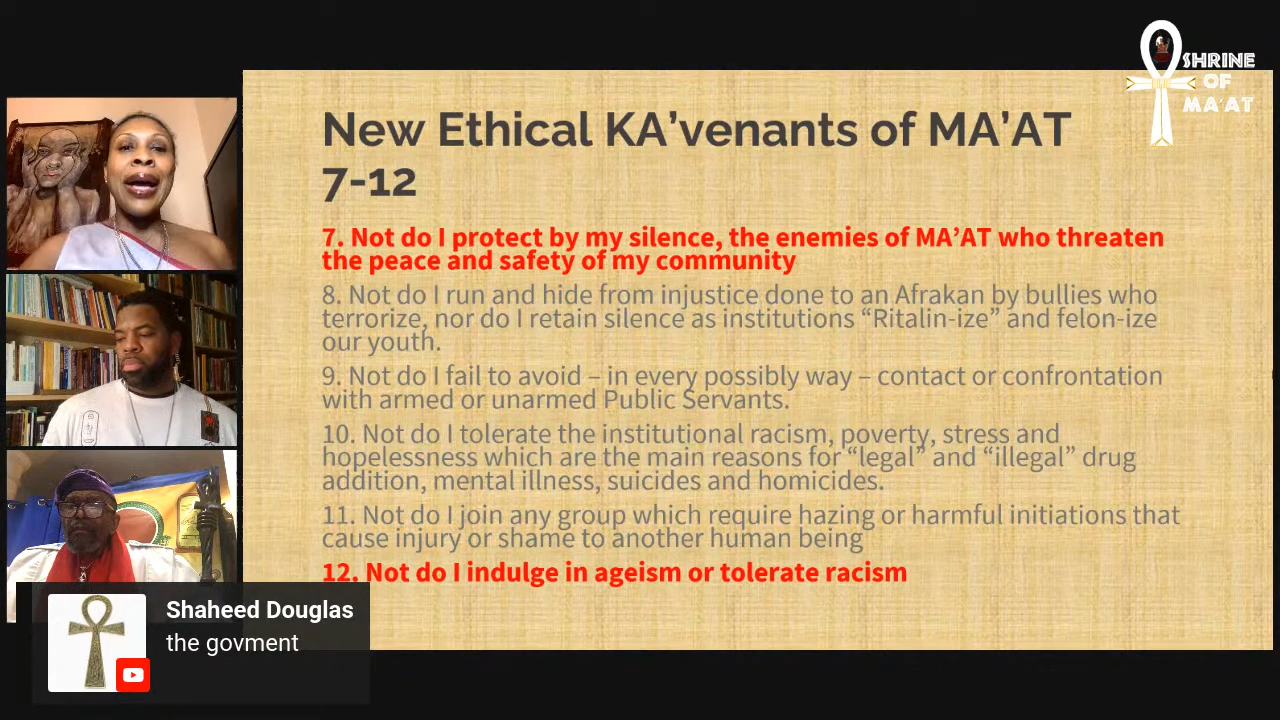 SHRINE
OF
MA'AT
New Ethical KA’venants of MA’AT
7-12
7. Not do I protect by my silence, the enemies of MA’AT who threaten
the peace and safety of my community
8. Not do I run and hide from injustice done to an Afrakan by bullies who
terrorize, nor do I retain silence as institutions “Ritalin-ize” and felon-ize
our youth.
9. Not do I fail to avoid – in every possibly way – contact or confrontation
with armed or unarmed Public Servants.
10. Not do I tolerate the institutional racism, poverty, stress and
hopelessness which are the main reasons for “legal” and “illegal” drug
addition, mental illness, suicides and homicides.
11. Not do I join any group which require hazing or harmful initiations that
cause injury or shame to another human being
12. Not do I indulge in ageism or tolerate racism
Shaheed Douglas
the govment